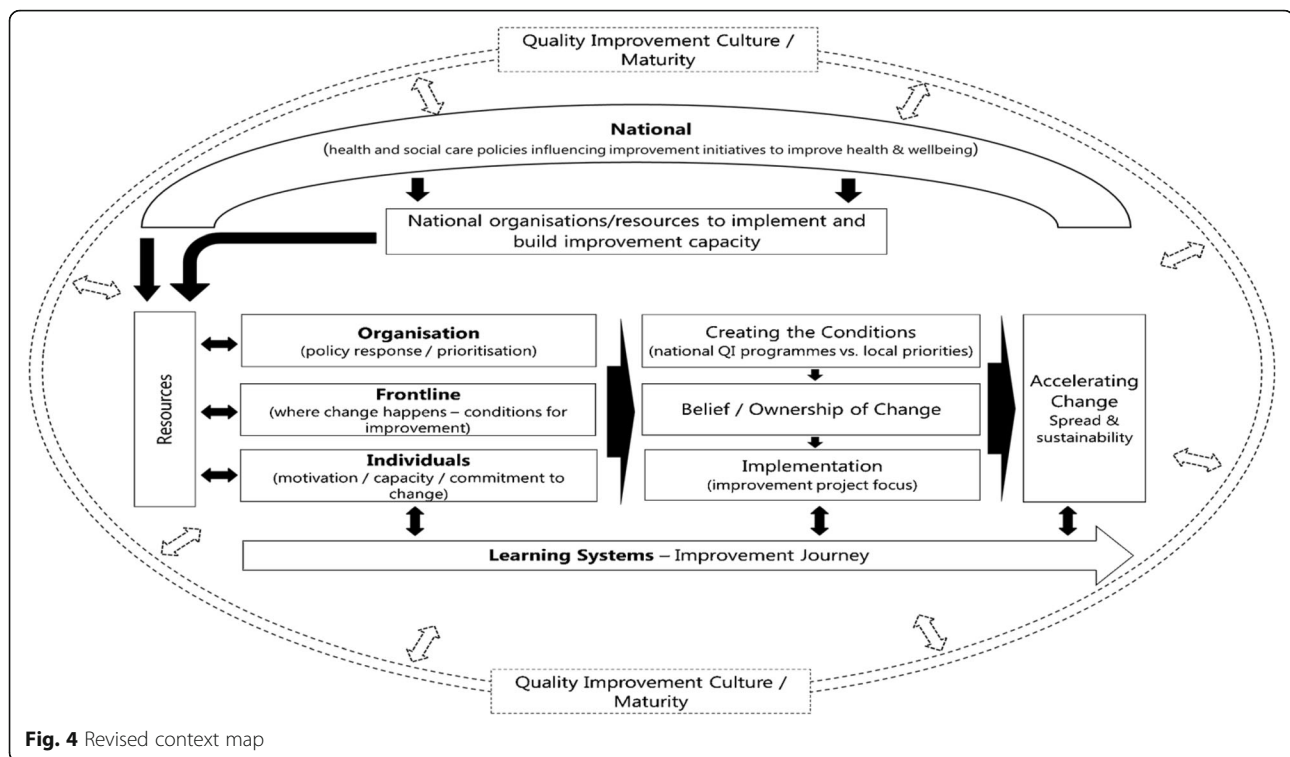 Quality Improvement Culture /
Maturity
National
(health and social care policies influencing improvement initiatives to improve health & wellbeing)
National organisations/resources to implement and
build improvement capacity
Resources
Organisation
(policy response / prioritisation)
Frontline
(where change happens – conditions for
improvement)
Individuals
(motivation / capacity / commitment to
change)
Creating the Conditions
(national QI programmes vs. local priorities)
Belief / Ownership of Change
Implementation
(improvement project focus)
Accelerating
Change
Spread &
sustainability
Learning Systems – Improvement Journey
Quality Improvement Culture /
Maturity
Fig. 4 Revised context map